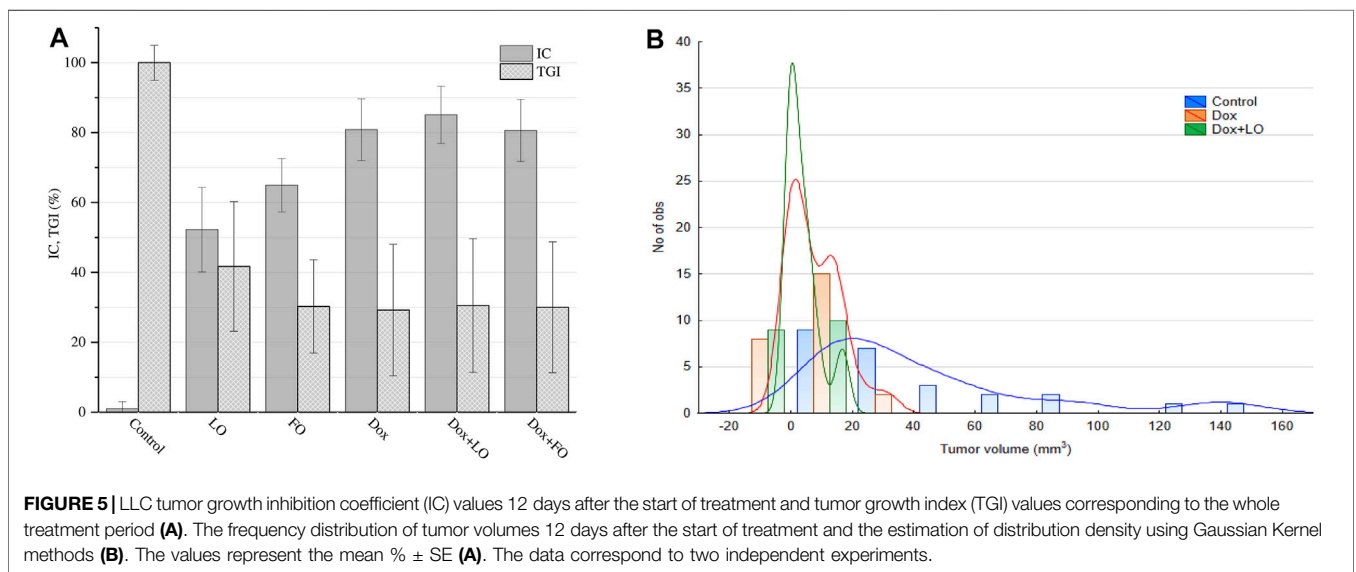 A
IC
TGI
100
80
60
40
20
0
IC, TGI (%)
Control
LO
FO
Dox
Dox+LO
Dox+FO
B
40
35
30
25
20
15
10
5
0
No of obs
Control
Dox
Dox+LO
-20 0 20 40 60 80 100 120 140 160
Tumor volume (mm³)
FIGURE 5 | LLC tumor growth inhibition coefficient (IC) values 12 days after the start of treatment and tumor growth index (TGI) values corresponding to the whole
treatment period (A). The frequency distribution of tumor volumes 12 days after the start of treatment and the estimation of distribution density using Gaussian Kernel
methods (B). The values represent the mean % ± SE (A). The data correspond to two independent experiments.